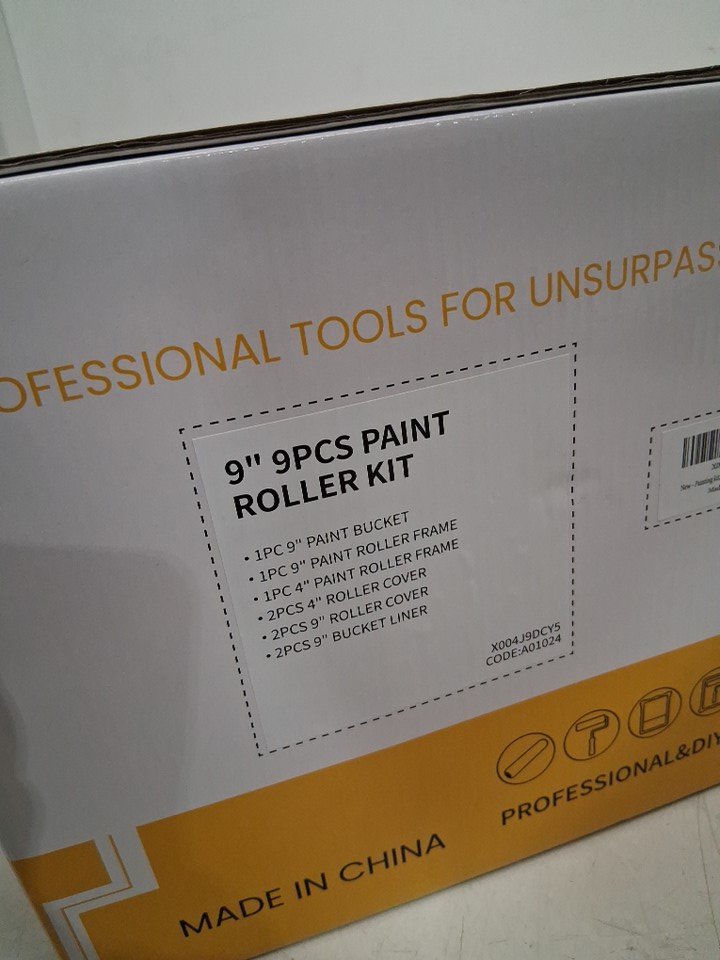 OFESSIONAL TOOLS FOR UNSURPAS
9" 9PCS PAINT
ROLLER KIT
• 1PC 9" PAINT BUCKET
• 1PC 9" PAINT ROLLER FRAME
• 1PC 4" PAINT ROLLER FRAME
• 2PCS 4" ROLLER COVER
• 2PCS 9" ROLLER COVER
• 2PCS 9" BUCKET LINER
X004J9DCY5
CODE:A01024
New - Painting
PROFESSIONAL&DIY
MADE IN CHINA